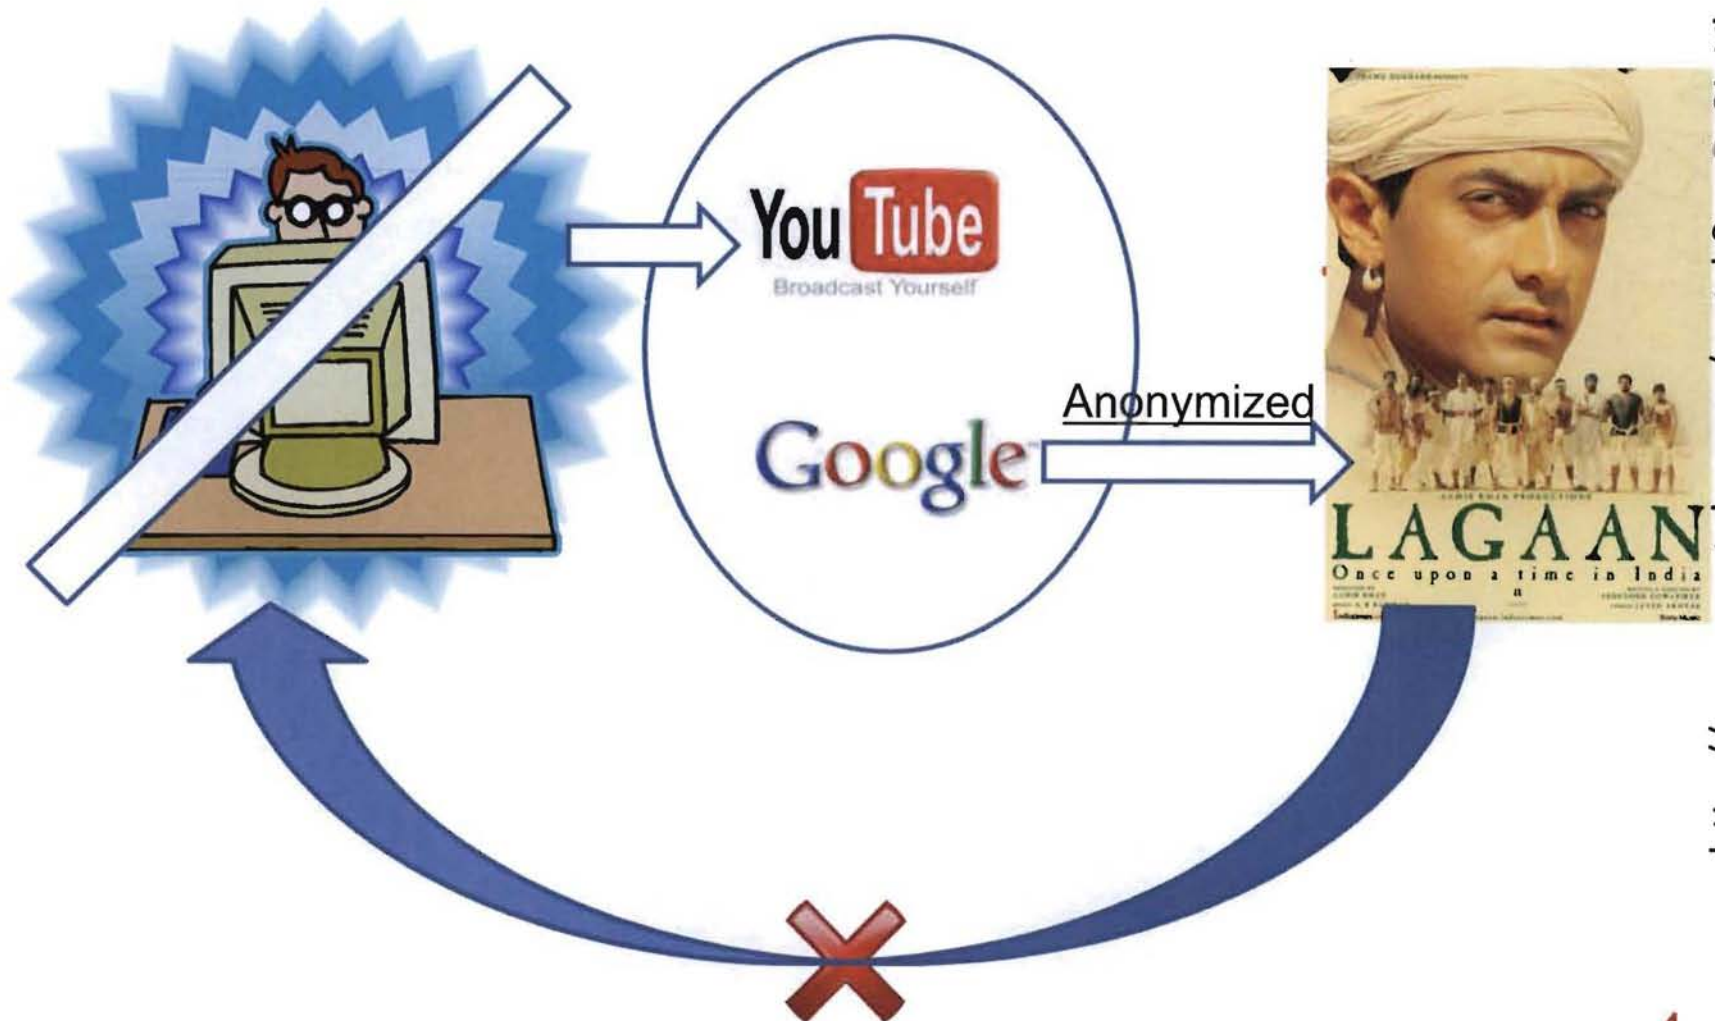 You Tube
Broadcast Yourself
Anonymized
Google
LAGAAN
Once upon a time in India